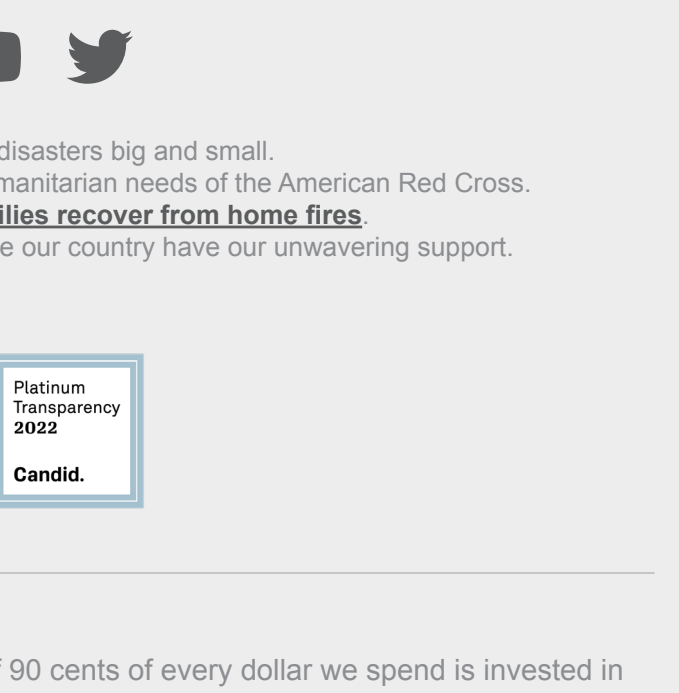 disasters big and small.
manitarian needs of the American Red Cross.
ilies recover from home fires.
e our country have our unwavering support.
Platinum
Transparency
2022
Candid.
90 cents of every dollar we spend is invested in